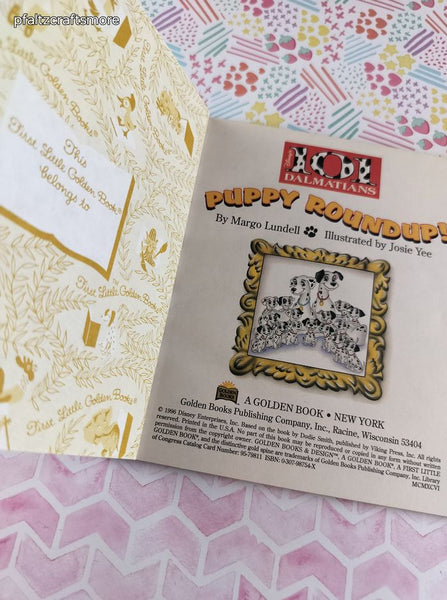 pfaltzcraftsmore
Golden Books®
This
First Little Golden Book®
belongs to
First Little Golden Books
First Little Golden Books
Disney's
101
DALMATIANS
PUPPY ROUNDUP!
By Margo Lundell Illustrated by Josie Yee
A GOLDEN BOOK • NEW YORK
Golden Books Publishing Company, Inc., Racine, Wisconsin 53404
© 1996 Disney Enterprises, Inc. Based on the book by Dodie Smith, published by Viking Press, Inc. All rights
reserved. Printed in the U.S.A. No part of this book may be reproduced or copied in any form without written
permission from the copyright owner. GOLDEN BOOKS & DESIGN™, A GOLDEN BOOK®, A FIRST LITTLE
GOLDEN BOOK®, and the distinctive gold spine are trademarks of Golden Books Publishing Company, Inc. Library
of Congress Catalog Card Number: 95-79811 ISBN: 0-307-98754-X
MCMXCVI